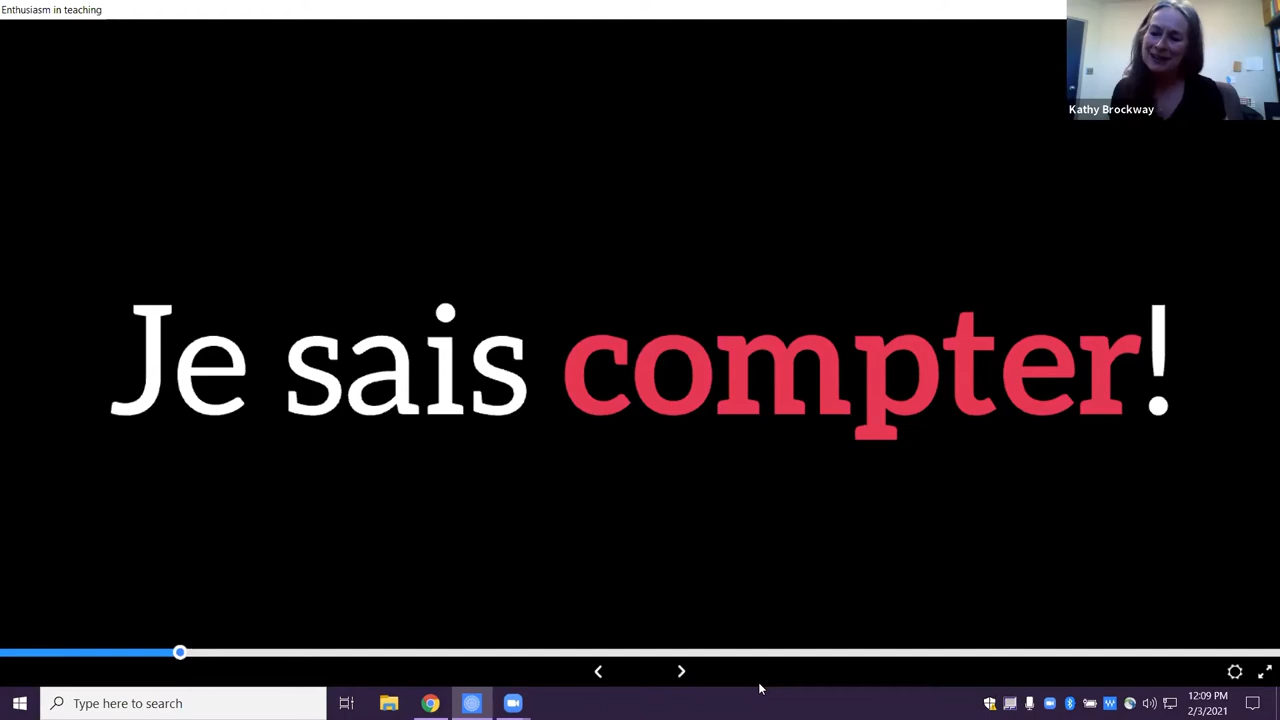 Enthusiasm in teaching
Kathy Brockway
Je sais compter!
Type here to search
12:09 PM
2/3/2021